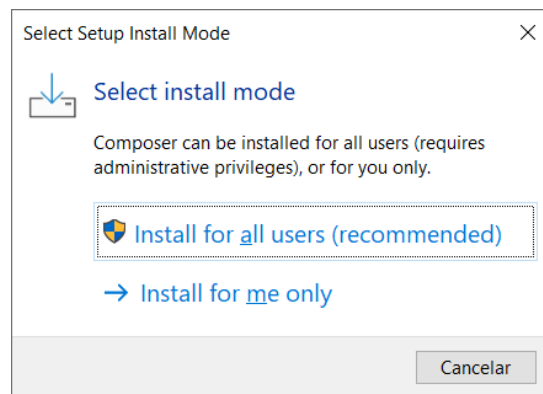 Select Setup Install Mode
Select install mode
Composer can be installed for all users (requires
administrative privileges), or for you only.
Install for all users (recommended)
Install for me only
Cancelar